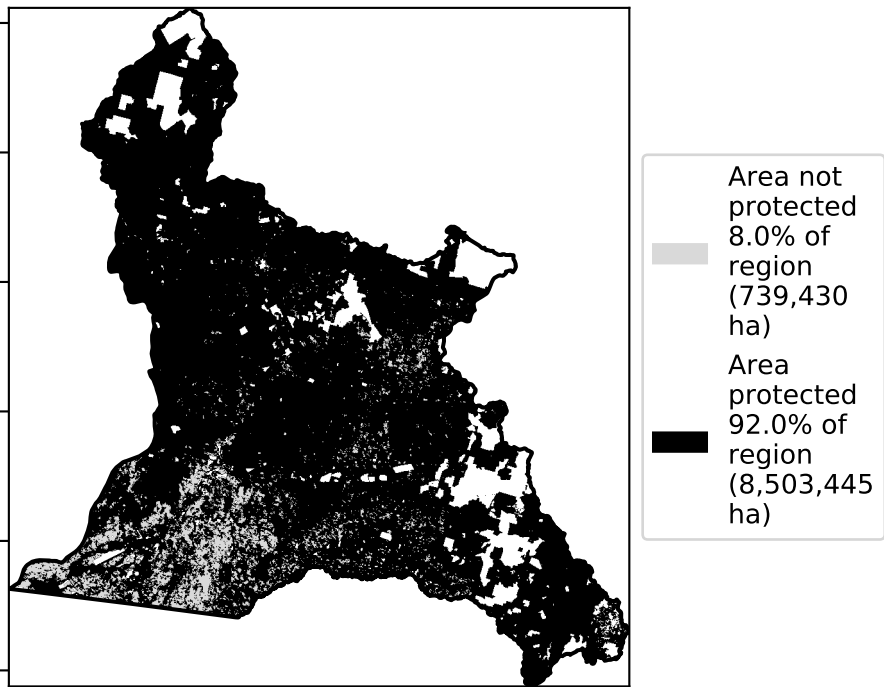 Area not
protected
8.0% of
region
(739,430
ha)
Area
protected
92.0% of
region
(8,503,445
ha)